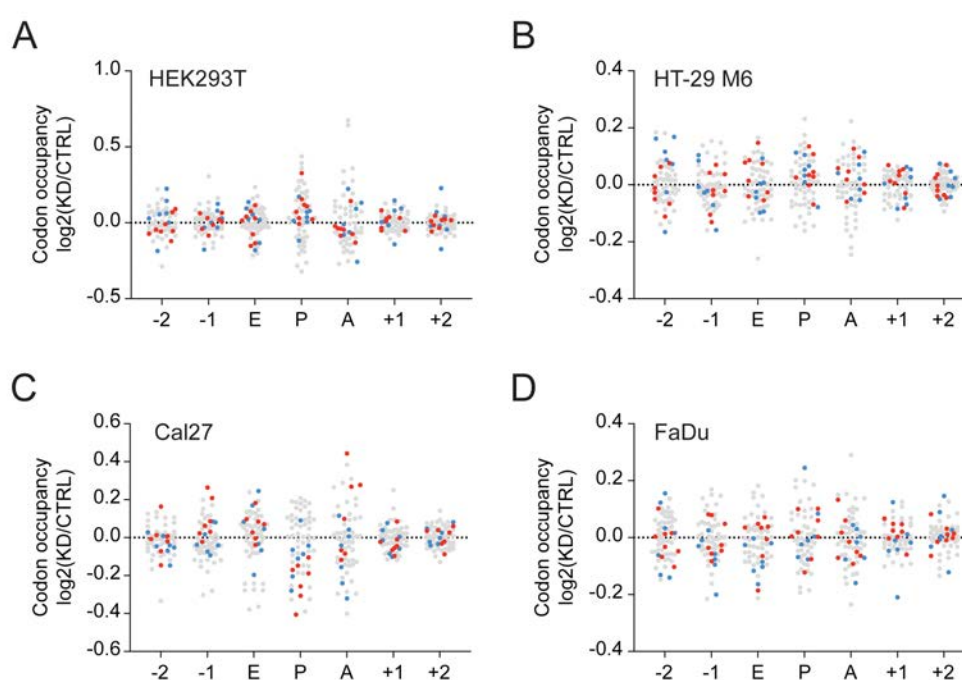 A
HEK293T
Codon occupancy
log2(KD/CTRL)
1.0
0.5
0.0
-0.5
-2 -1 E P A +1 +2
B
HT-29 M6
Codon occupancy
log2(KD/CTRL)
0.4
0.2
0.0
-0.2
-0.4
-2 -1 E P A +1 +2
C
Cal27
Codon occupancy
log2(KD/CTRL)
0.6
0.4
0.2
0.0
-0.2
-0.4
-0.6
-2 -1 E P A +1 +2
D
FaDu
Codon occupancy
log2(KD/CTRL)
0.4
0.2
0.0
-0.2
-0.4
-2 -1 E P A +1 +2